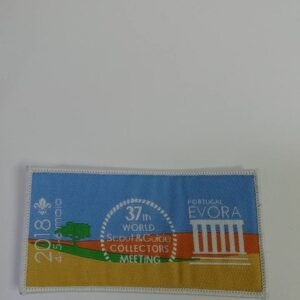 2018
37th
WORLD
Scout&Guide
COLLECTORS
MEETING
PORTUGAL
EVORA